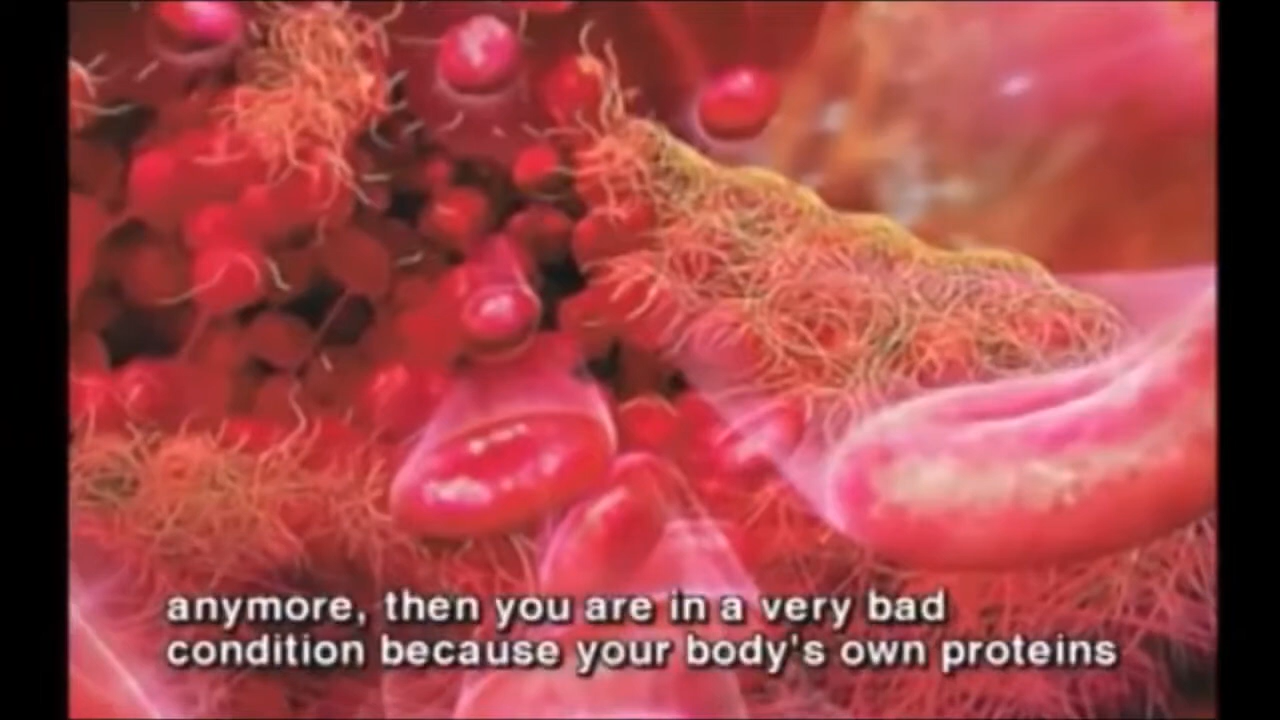 anymore, then you are in a very bad
condition because your body's own proteins